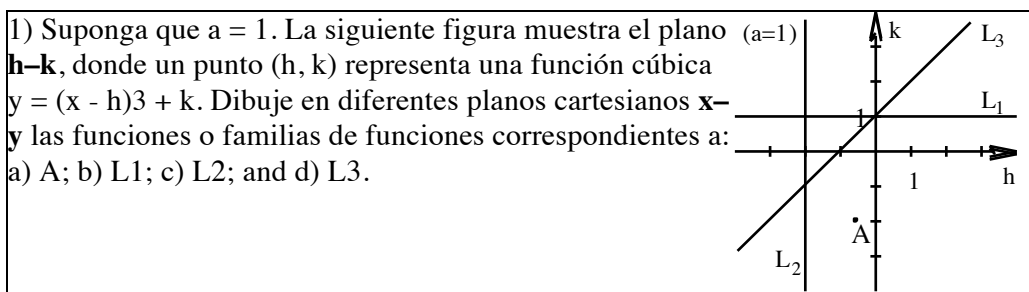 1) Suponga que a = 1. La siguiente figura muestra el plano
h–k, donde un punto (h, k) representa una función cúbica
y = (x - h)3 + k. Dibuje en diferentes planos cartesianos x–
y las funciones o familias de funciones correspondientes a:
a) A; b) L1; c) L2; and d) L3.
(a=1)
k
L3
L1
1
1
h
A
L2